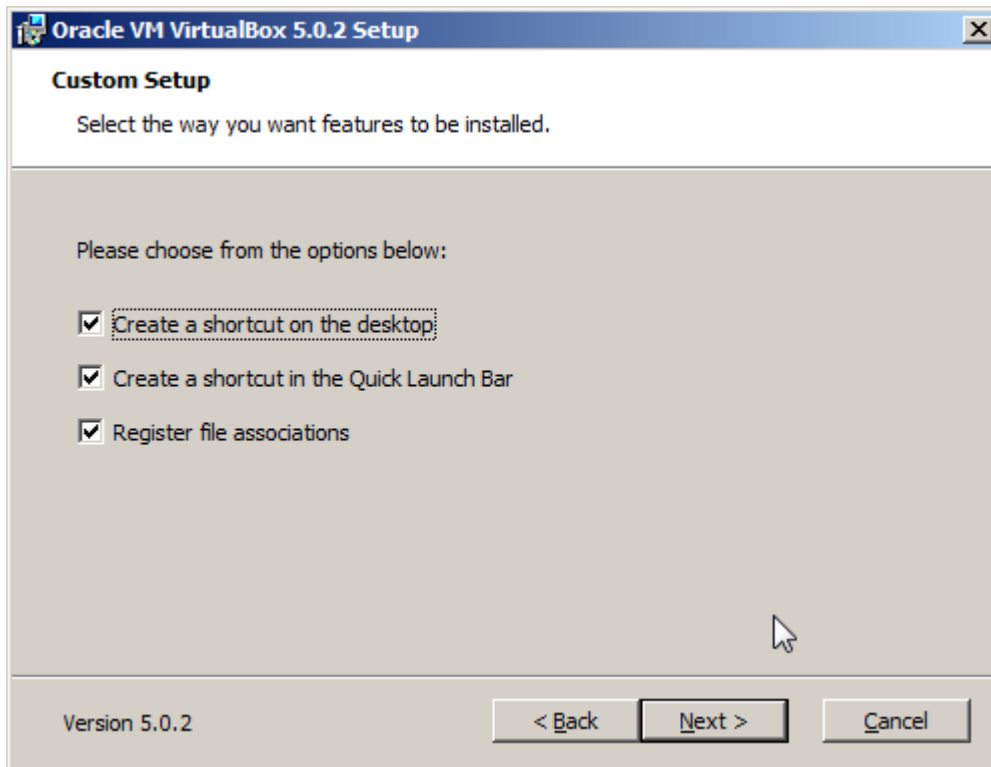 Oracle VM VirtualBox 5.0.2 Setup
Custom Setup
Select the way you want features to be installed.
Please choose from the options below:
Create a shortcut on the desktop
Create a shortcut in the Quick Launch Bar
Register file associations
Version 5.0.2
< Back
Next >
Cancel